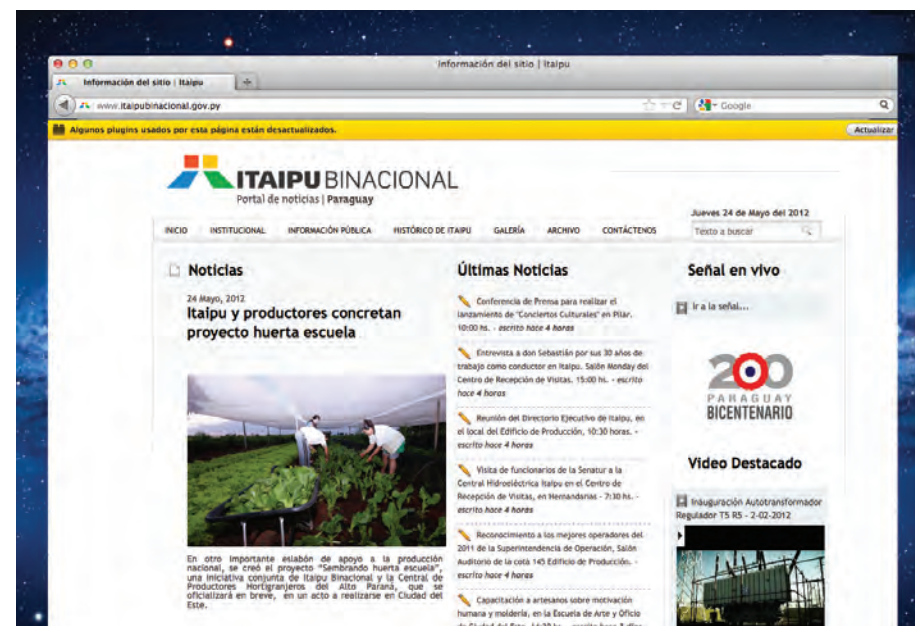 Información del sitio | Itaipu
Información del sitio | Itaipu
www.itaipubinacional.gov.py
Google
Algunos plugins usados por esta página están desactualizados.
Actualizar
ITAIPU BINACIONAL
Portal de noticias | Paraguay
Jueves 24 de Mayo del 2012
INICIO INSTITUCIONAL INFORMACIÓN PÚBLICA HISTÓRICO DE ITAIPU GALERÍA ARCHIVO CONTÁCTENOS
Texto a buscar
Noticias
24 Mayo, 2012
Itaipu y productores concretan
proyecto huerta escuela
En otro importante eslabón de apoyo a la producción
nacional, se creó el proyecto "Sembrando huerta escuela",
una iniciativa conjunta de Itaipu Binacional y la Central de
Productores Hortigranjeros del Alto Paraná, que se
oficializará en breve, en un acto a realizarse en Ciudad del
Este.
Últimas Noticias
Conferencia de Prensa para realizar el
lanzamiento de "Conciertos Culturales" en Pilar.
10:00 hs. - escrito hace 4 horas
Entrevista a don Sebastián por sus 30 años de
trabajo como conductor en Itaipu. Salón Monday del
Centro de Recepción de Visitas. 15:00 hs. - escrito
hace 4 horas
Reunión del Directorio Ejecutivo de Itaipu, en
el local del Edificio de Producción, 10:30 horas. -
escrito hace 4 horas
Visita de funcionarios de la Senatur a la
Central Hidroeléctrica Itaipu en el Centro de
Recepción de Visitas, en Hernandarias - 7:30 hs. -
escrito hace 4 horas
Reconocimiento a los mejores operadores del
2011 de la Superintendencia de Operación, Salón
Auditorio de la cota 145 Edificio de Producción. -
escrito hace 4 horas
Capacitación a artesanos sobre motivación
humana y moldería, en la Escuela de Arte y Oficio
Señal en vivo
Ir a la señal...
200
PARAGUAY
BICENTENARIO
Video Destacado
Inauguración Autotransformador
Regulador T5 R5 - 2-02-2012